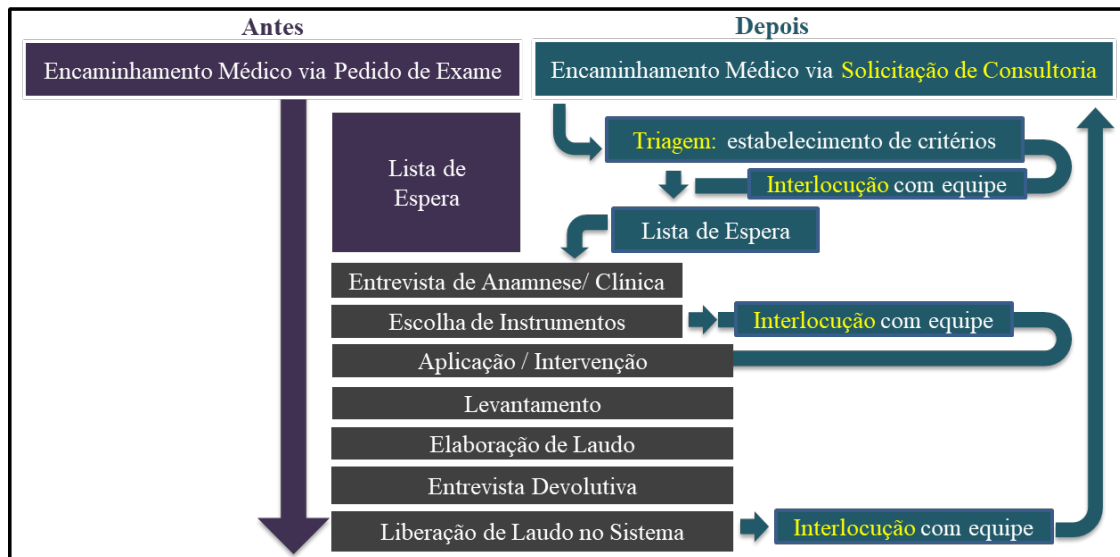 Antes
Depois
Encaminhamento Médico via Pedido de Exame
Encaminhamento Médico via Solicitação de Consultoria
Lista de
Espera
Triagem: estabelecimento de critérios
Interlocução com equipe
Lista de Espera
Entrevista de Anamnese/ Clínica
Escolha de Instrumentos
Interlocução com equipe
Aplicação / Intervenção
Levantamento
Elaboração de Laudo
Entrevista Devolutiva
Liberação de Laudo no Sistema
Interlocução com equipe